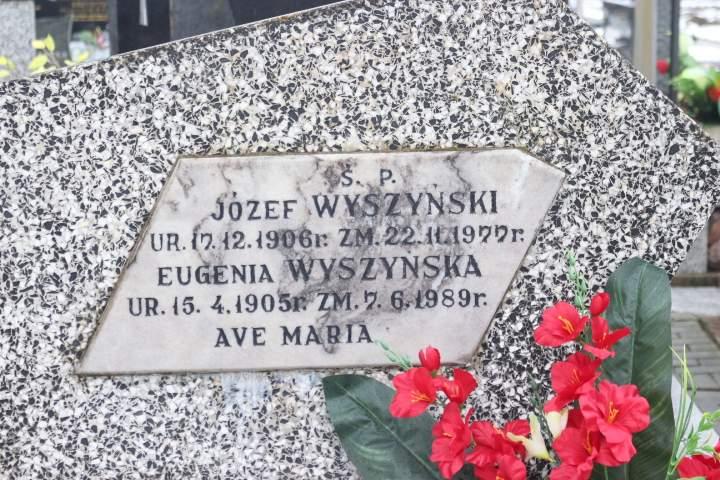 Ś. P.
JÓZEF WYSZYŃSKI
UR. 17. 12. 1906r. ZM. 22. 11. 1977r.
EUGENIA WYSZYŃSKA
UR. 15. 4. 1905r. ZM. 7. 6. 1989r.
AVE MARIA